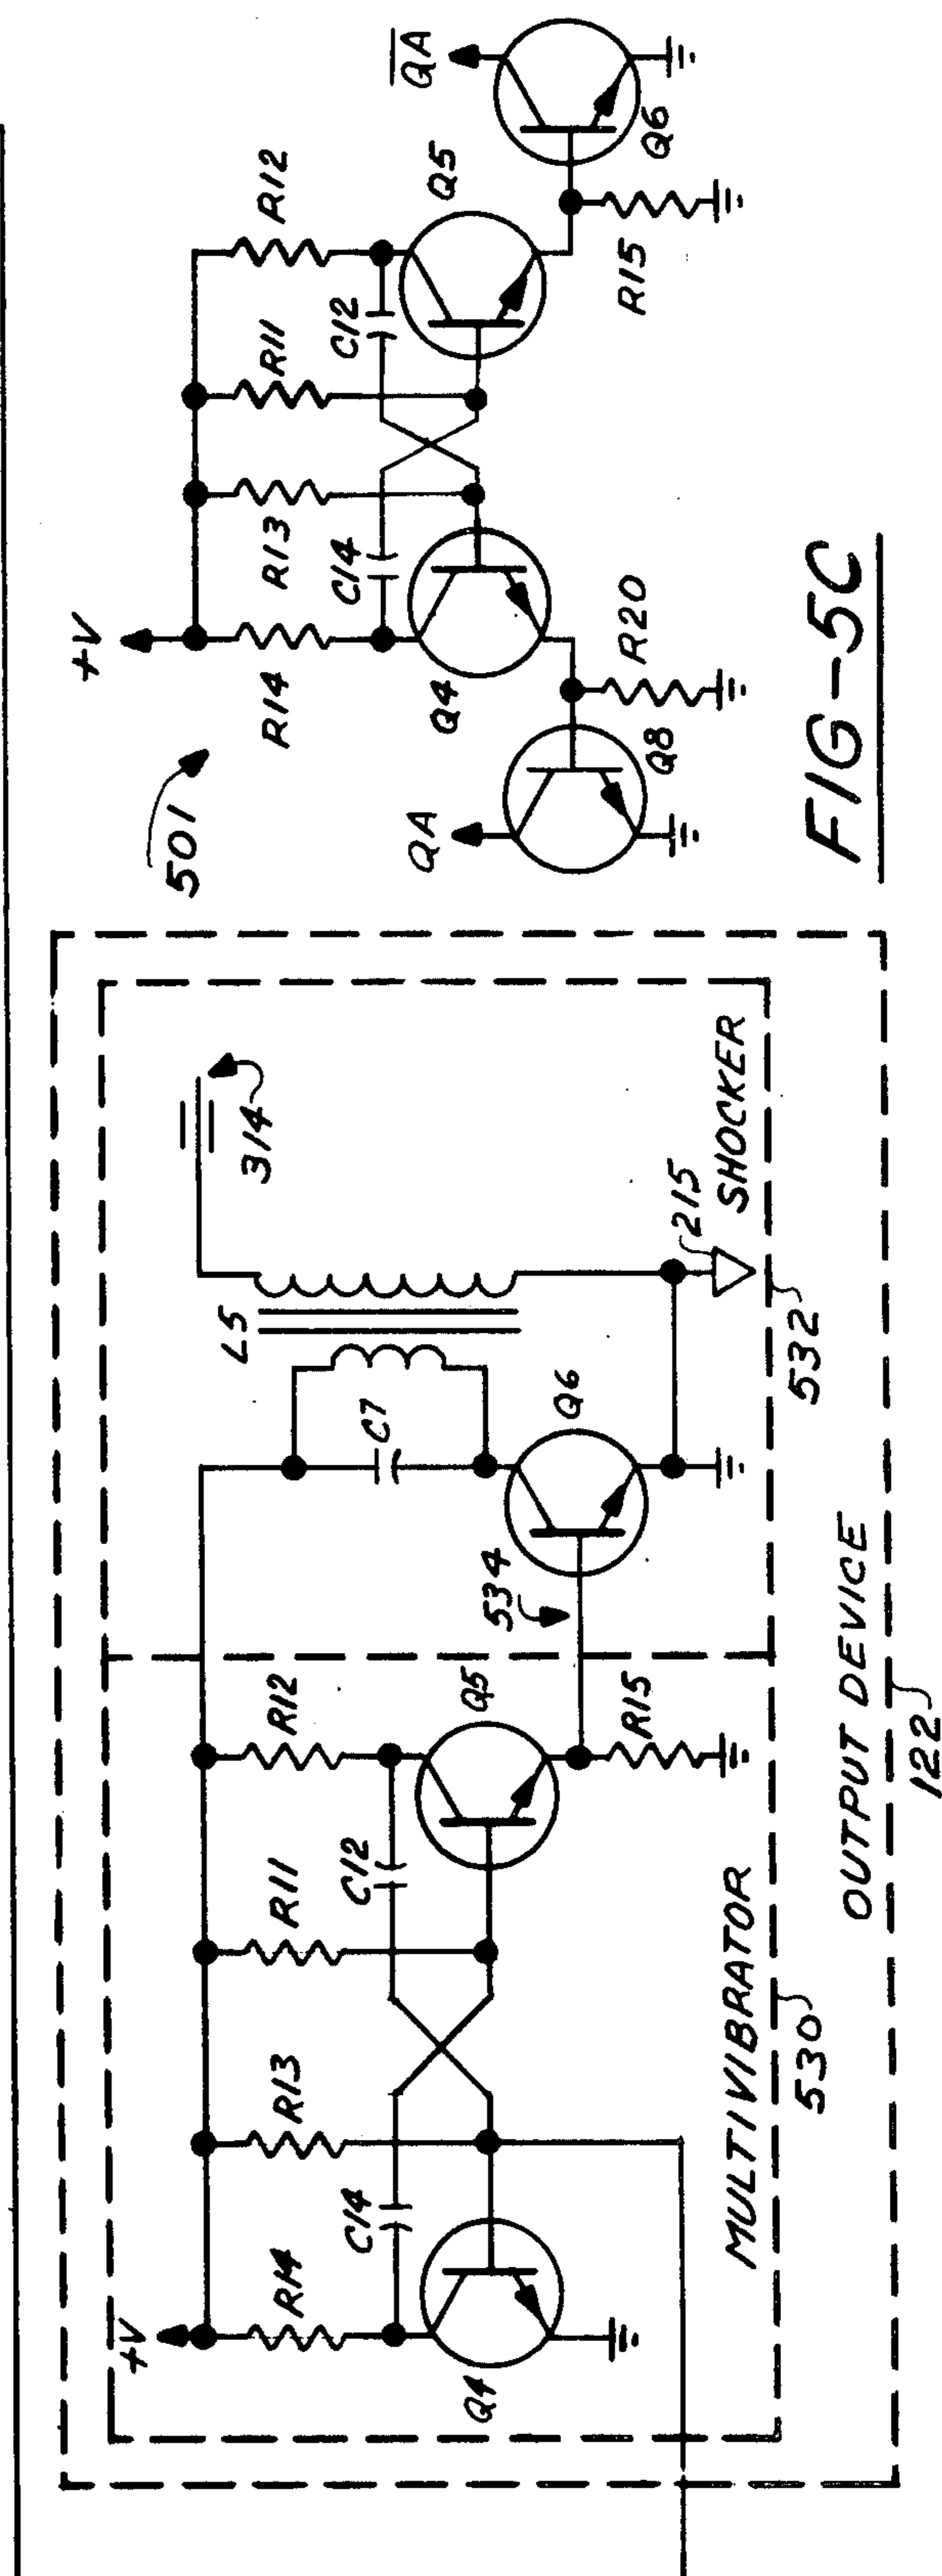 +V
R14
R13
R11
R12
C14
C12
Q4
Q5
R15
534
L5
C7
Q6
314
215
SHOCKER
532
MULTIVIBRATOR
530
OUTPUT DEVICE
122
501
+V
R14
R13
R11
R12
C14
C12
Q4
Q5
QA
Q8
R20
R15
Q6
QA
FIG-5C